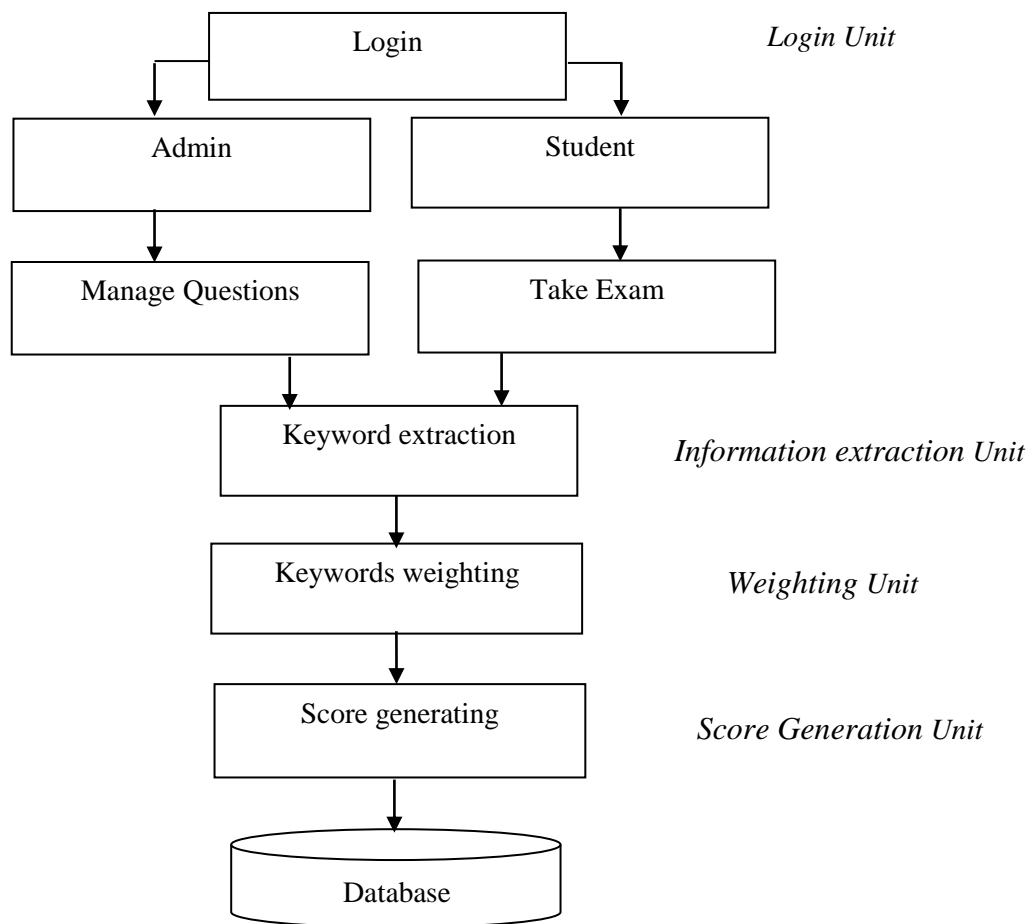 Login
Login Unit
Admin
Student
Manage Questions
Take Exam
Keyword extraction
Information extraction Unit
Keywords weighting
Weighting Unit
Score generating
Score Generation Unit
Database